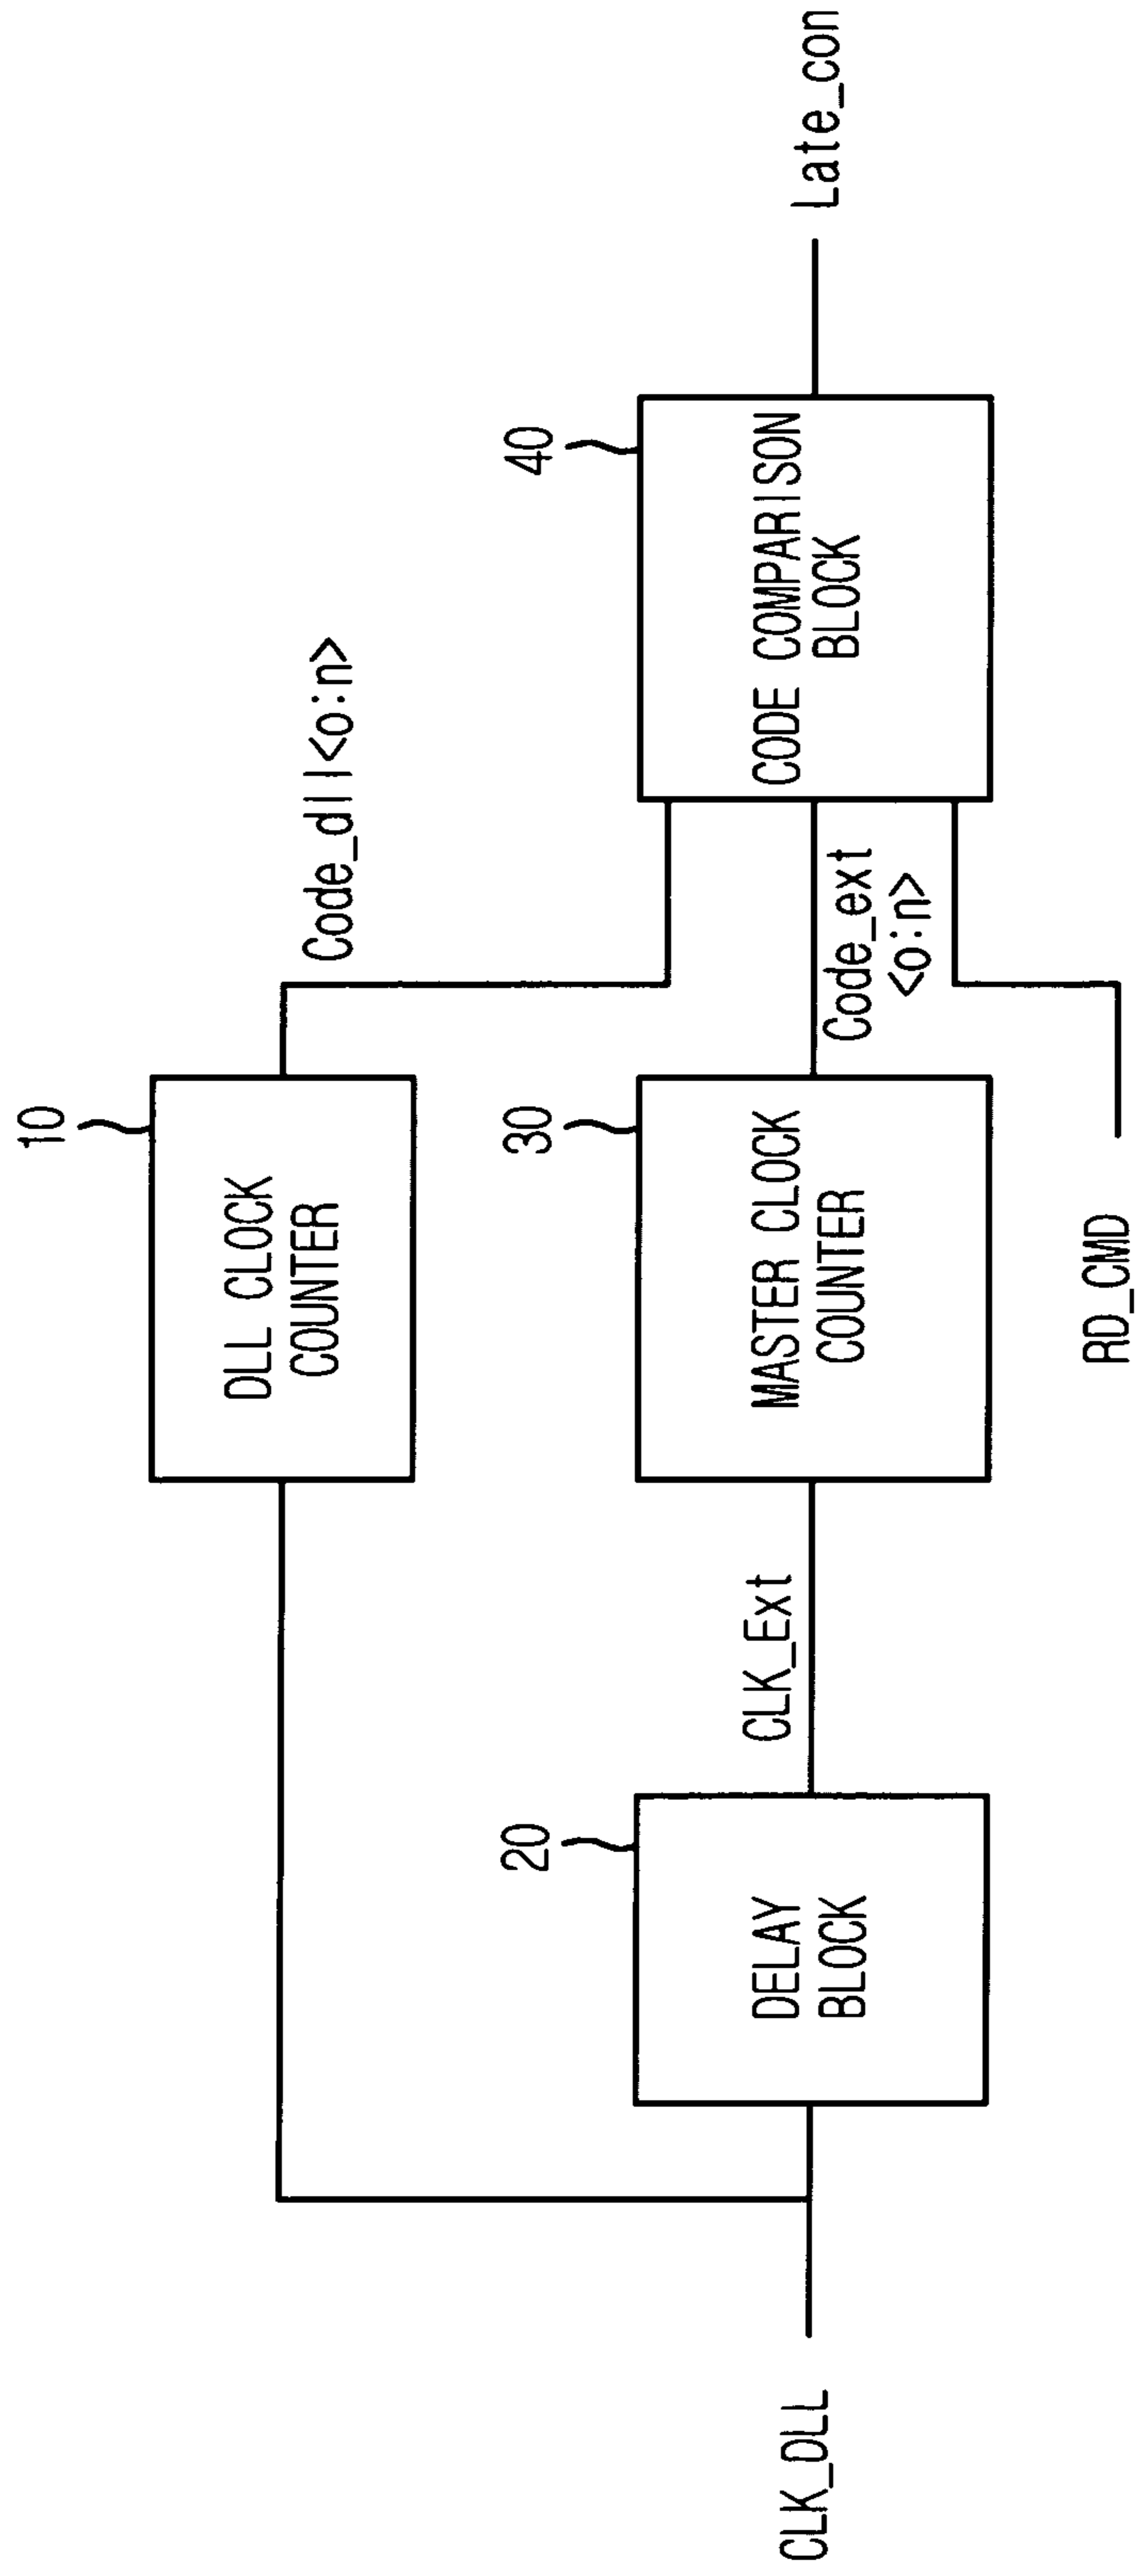 10
DLL CLOCK
COUNTER
Code_dll<o:n>
CLK_DLL
20
DELAY
BLOCK
CLK_Ext
30
MASTER CLOCK
COUNTER
Code_ext
<o:n>
40
CODE COMPARISON
BLOCK
Late_con
RD_CMD